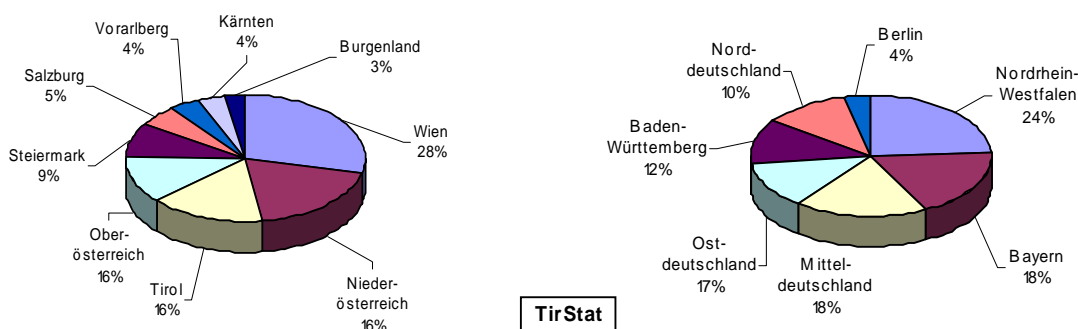 Kärnten
4%
Vorarlberg
4%
Burgenland
3%
Salzburg
5%
Wien
28%
Steiermark
9%
Ober-
österreich
16%
Tirol
16%
Nieder-
österreich
16%
Berlin
4%
Nord-
deutschland
10%
Nordrhein-
Westfalen
24%
Baden-
Württemberg
12%
Ost-
deutschland
17%
Mittel-
deutschland
18%
Bayern
18%
TirStat